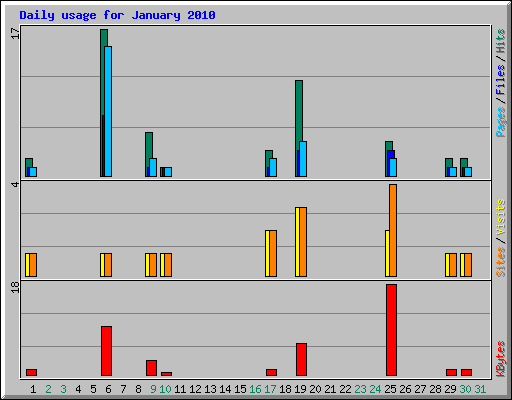 Daily usage for January 2010
17
Pages / Files / Hits
4
Sites / Visits
18
KBytes
1 2 3 4 5 6 7 8 9 10 11 12 13 14 15 16 17 18 19 20 21 22 23 24 25 26 27 28 29 30 31